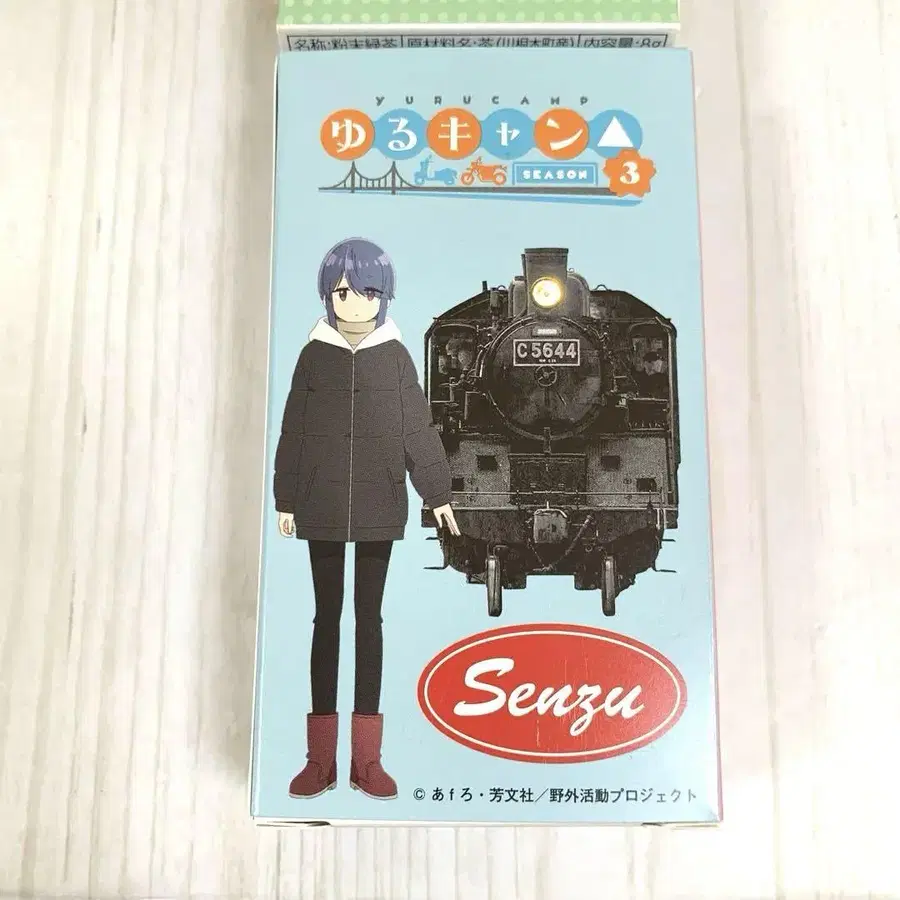 名称・粉末緑茶 原材料名・茶(川根本町産) 内容量・8g
YURUCAMP
ゆるキャン△
SEASON 3
C5644
Senzu
© あfろ・芳文社／野外活動プロジェクト